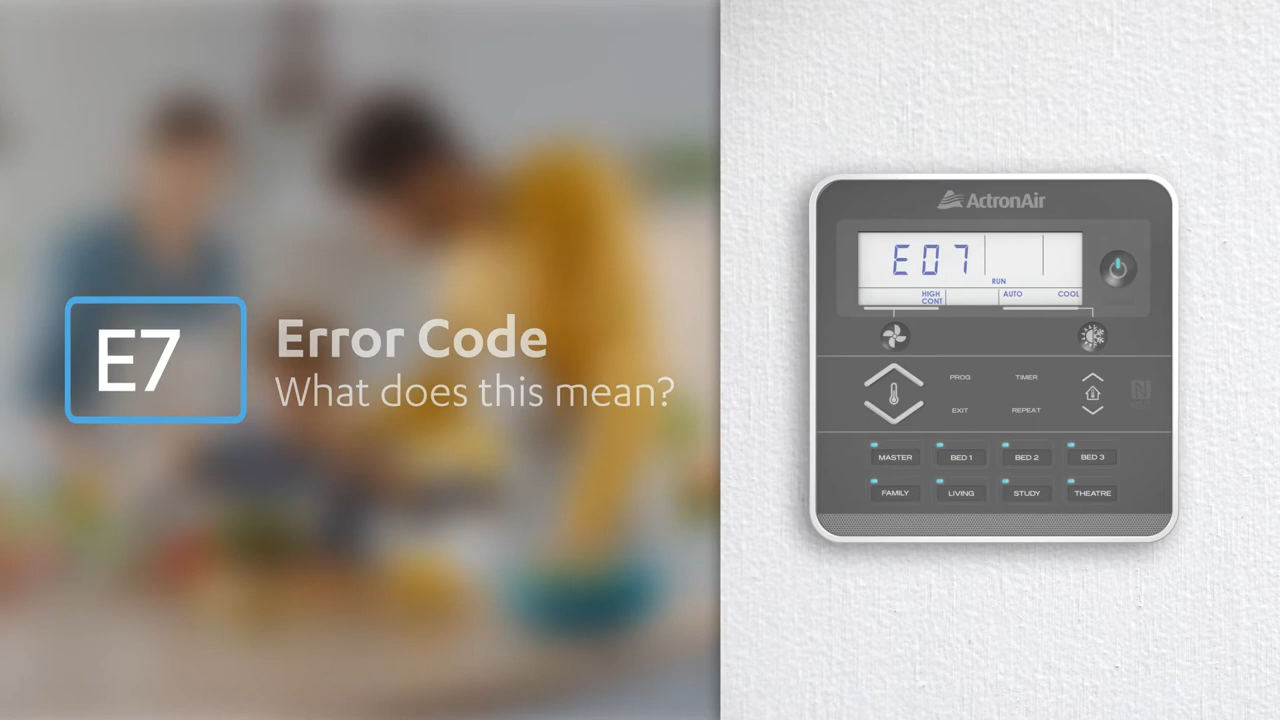 E7
Error Code
What does this mean?
ActronAir
E07
RUN
HIGH AUTO COOL
CONT
PROG TIMER
EXIT REPEAT
MASTER BED 1 BED 2 BED 3
FAMILY LIVING STUDY THEATRE